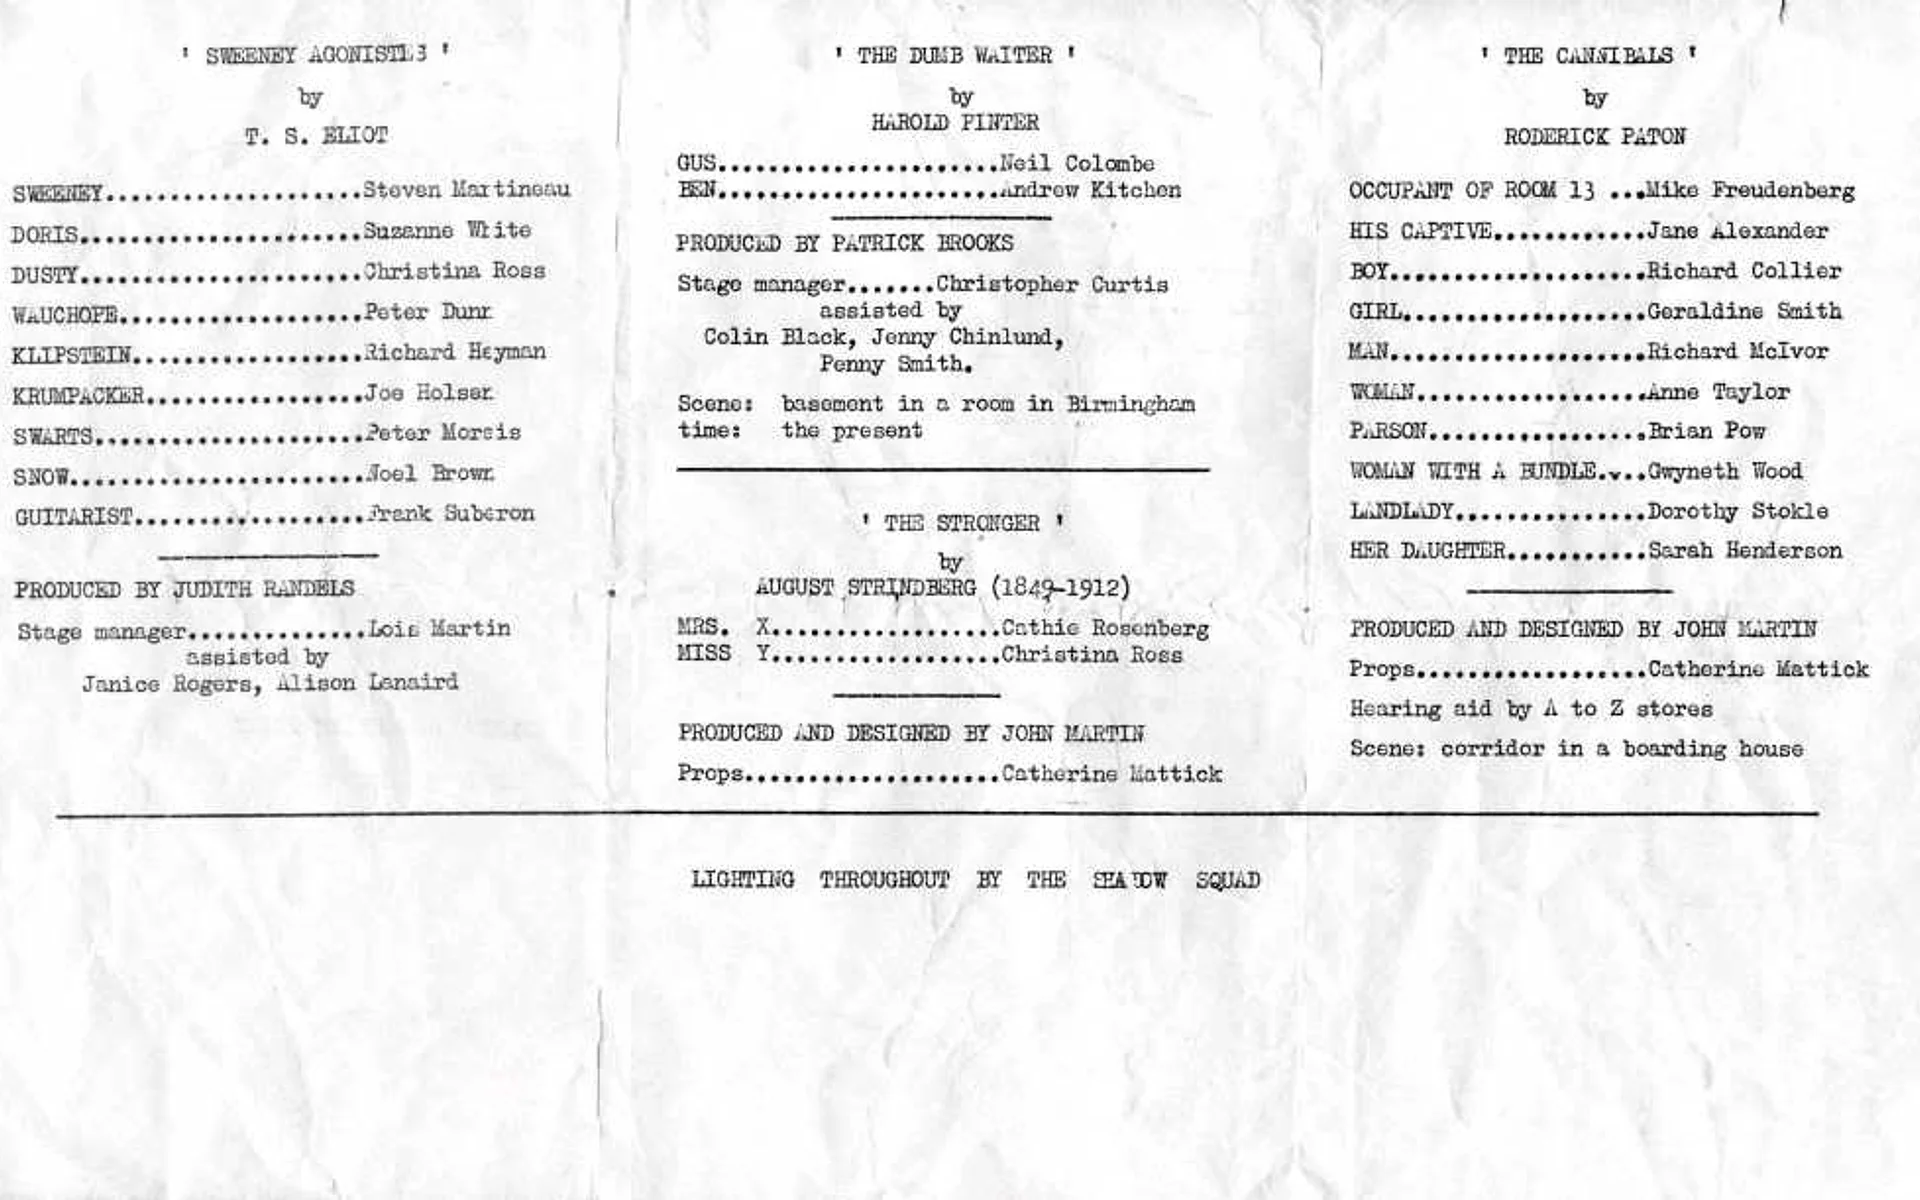 ' SWEENEY AGONISTES '
by
T. S. ELIOT
SWEENEY....................Steven Martineau
DORIS......................Suzanne White
DUSTY......................Christina Ross
WAUCHOPE...................Peter Dunn
KLIPSTEIN..................Richard Heyman
KRUMPACKER.................Joe Holser
SWARTS.....................Peter
SNOW.......................Noel Brown
GUITARIST..................Frank Suberon
PRODUCED BY JUDITH RANDELS
Stage manager..............Lois Martin
assisted by
Janice Rogers, Alison Lenaird
' THE DUMB WAITER '
by
HAROLD PINTER
GUS......................Neil Colombe
BEN......................Andrew Kitchen
PRODUCED BY PATRICK BROOKS
Stage manager.......Christopher Curtis
assisted by
Colin Black, Jenny Chinlund,
Penny Smith.
Scene: basement in a room in Birmingham
time: the present
' THE STRONGER '
by
AUGUST STRINDBERG (1849-1912)
MRS. X..................Cathie Rosenberg
MISS Y..................Christina Ross
PRODUCED AND DESIGNED BY JOHN MARTIN
Props....................Catherine Mattick
' THE CANNIBALS '
by
RODERICK PATON
OCCUPANT OF ROOM 13 ...Mike Freudenberg
HIS CAPTIVE............Jane Alexander
BOY....................Richard Collier
GIRL...................Geraldine Smith
MAN....................Richard McIvor
WOMAN..................Anne Taylor
PARSON.................Brian Pow
WOMAN WITH A BUNDLE....Gwyneth Wood
LANDLADY...............Dorothy Stokle
HER DAUGHTER...........Sarah Henderson
PRODUCED AND DESIGNED BY JOHN MARTIN
Props..................Catherine Mattick
Hearing aid by A to Z stores
Scene: corridor in a boarding house
LIGHTING THROUGHOUT BY THE SHADOW SQUAD